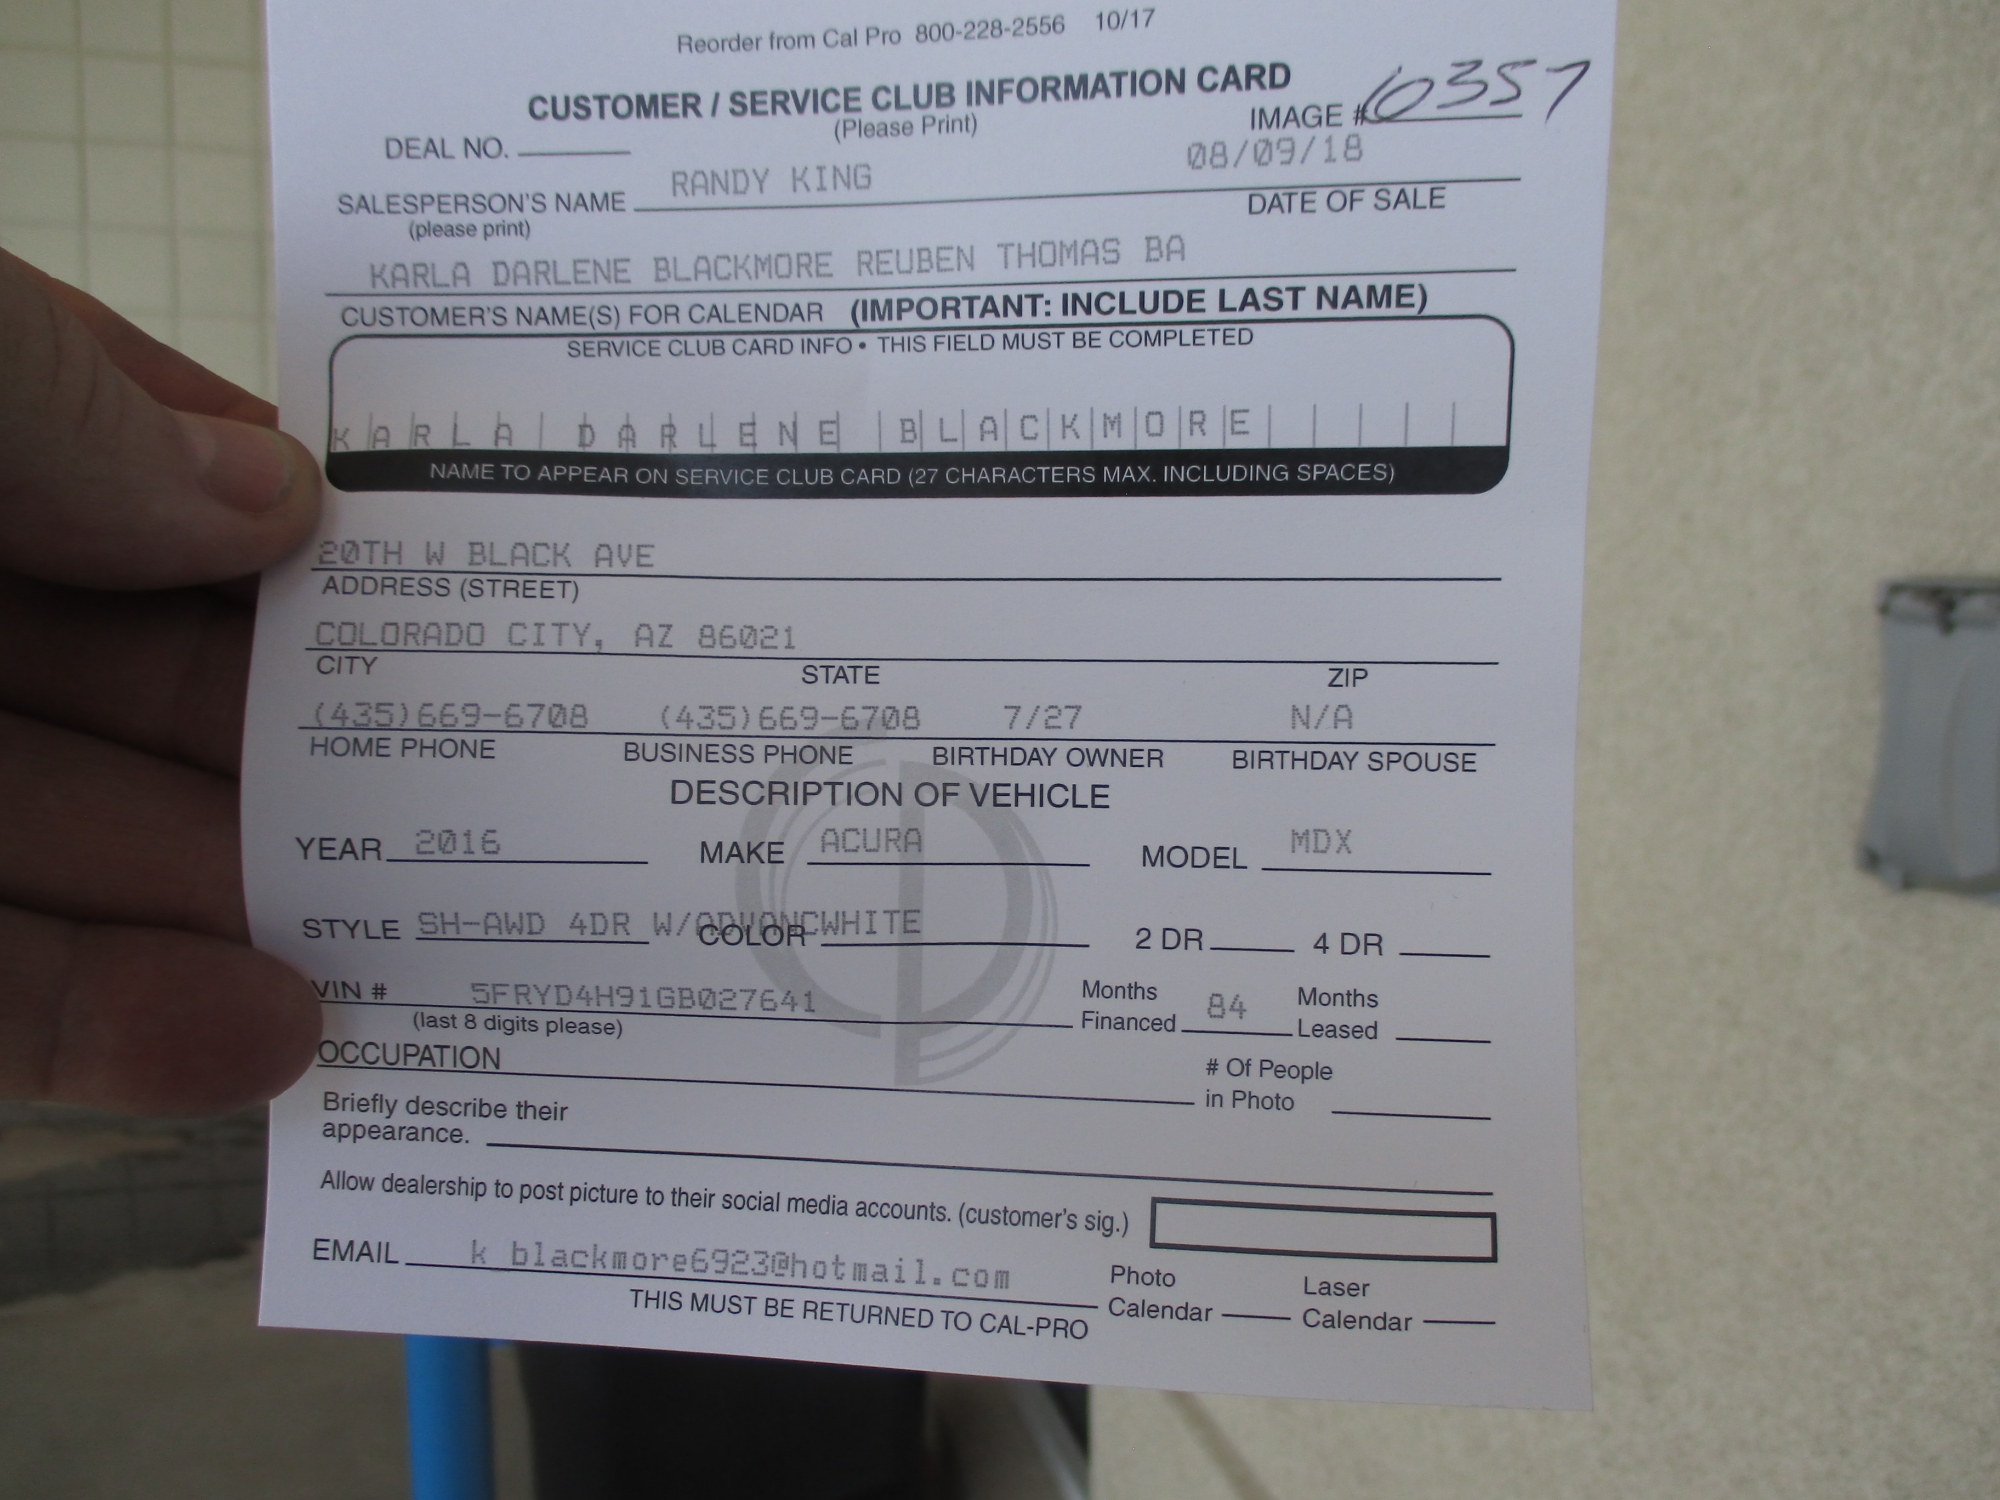 Reorder from Cal Pro 800-228-2556 10/17
CUSTOMER / SERVICE CLUB INFORMATION CARD
(Please Print)
IMAGE # 6357
DEAL NO.
08/09/18
SALESPERSON'S NAME RANDY KING
DATE OF SALE
(please print)
KARLA DARLENE BLACKMORE REUBEN THOMAS BA
CUSTOMER'S NAME(S) FOR CALENDAR (IMPORTANT: INCLUDE LAST NAME)
SERVICE CLUB CARD INFO • THIS FIELD MUST BE COMPLETED
KARLA DARLENE BLACKMORE
NAME TO APPEAR ON SERVICE CLUB CARD (27 CHARACTERS MAX. INCLUDING SPACES)
20TH W BLACK AVE
ADDRESS (STREET)
COLORADO CITY, AZ 86021
CITY STATE ZIP
(435)669-6708 (435)669-6708 7/27 N/A
HOME PHONE BUSINESS PHONE BIRTHDAY OWNER BIRTHDAY SPOUSE
DESCRIPTION OF VEHICLE
YEAR 2016 MAKE ACURA MODEL MDX
STYLE SH-AWD 4DR W/ADVANCWHITE COLOR 2 DR 4 DR
VIN # 5FRYD4H91GB027641 Months Financed 84 Months Leased
(last 8 digits please)
OCCUPATION # Of People in Photo
Briefly describe their
appearance.
Allow dealership to post picture to their social media accounts. (customer's sig.)
EMAIL k_blackmore6923@hotmail.com Photo Calendar Laser Calendar
THIS MUST BE RETURNED TO CAL-PRO